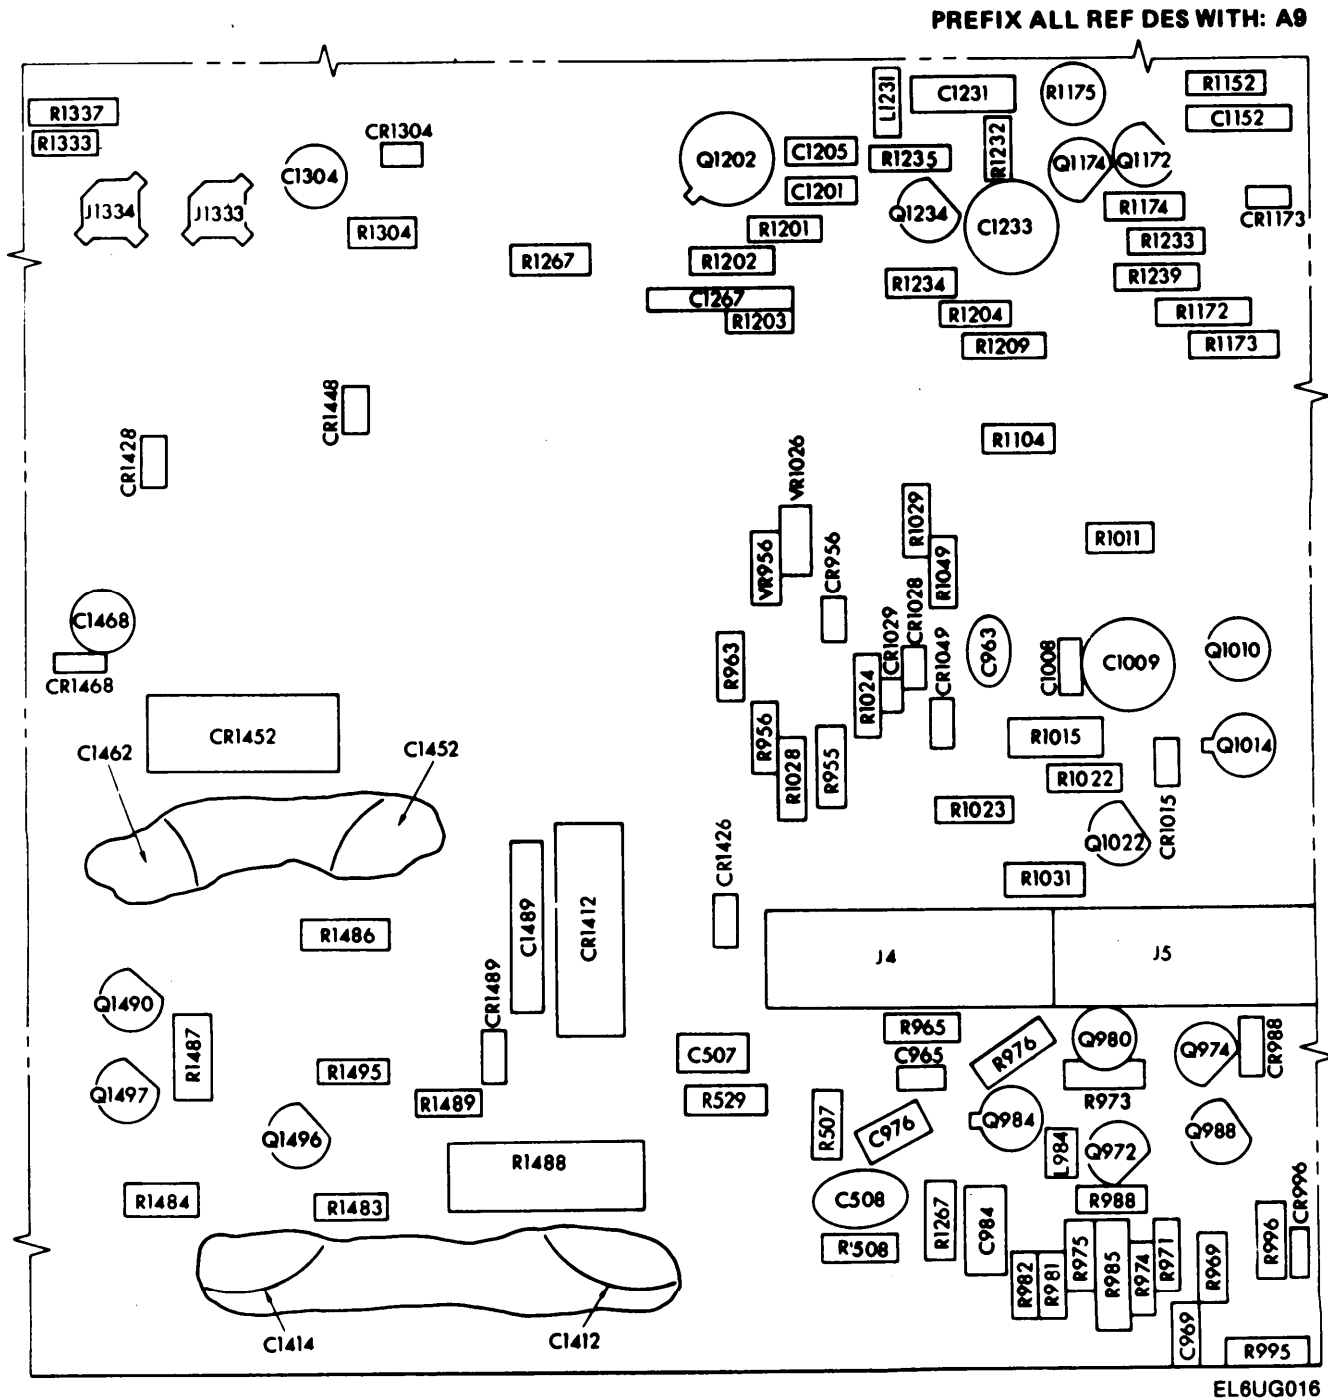 PREFIX ALL REF DES WITH: A9
R1337
R1333
CR1304
C1304
J1334
J1333
R1304
R1267
Q1202
C1205
C1201
R1201
R1202
C1267
R1203
L1231
C1231
R1175
R1152
C1152
R1235
R1232
Q1174
Q1172
Q1234
C1233
R1174
CR1173
R1233
R1234
R1239
R1204
R1172
R1209
R1173
CR1448
CR1428
R1104
VR1026
VR956
CR956
R1029
R1049
R1011
C1468
CR1468
CR1029
CR1028
CR1049
C963
C1008
C1009
Q1010
R963
R1024
CR1452
C1462
C1452
R956
R1028
R955
R1015
Q1014
R1022
CR1015
R1023
Q1022
CR1426
R1031
C1489
CR1412
R1486
J4
J5
Q1490
CR1489
R1487
C507
R965
C965
R976
Q980
Q974
CR988
R1495
Q1497
R1489
R529
R973
Q1496
R507
C976
Q984
L984
Q972
Q988
R1488
R1484
R1483
C508
R'508
R1267
C984
R988
CR996
R996
R982
R981
R975
R985
R974
R971
R969
C1414
C1412
C969
R995
EL6UG016